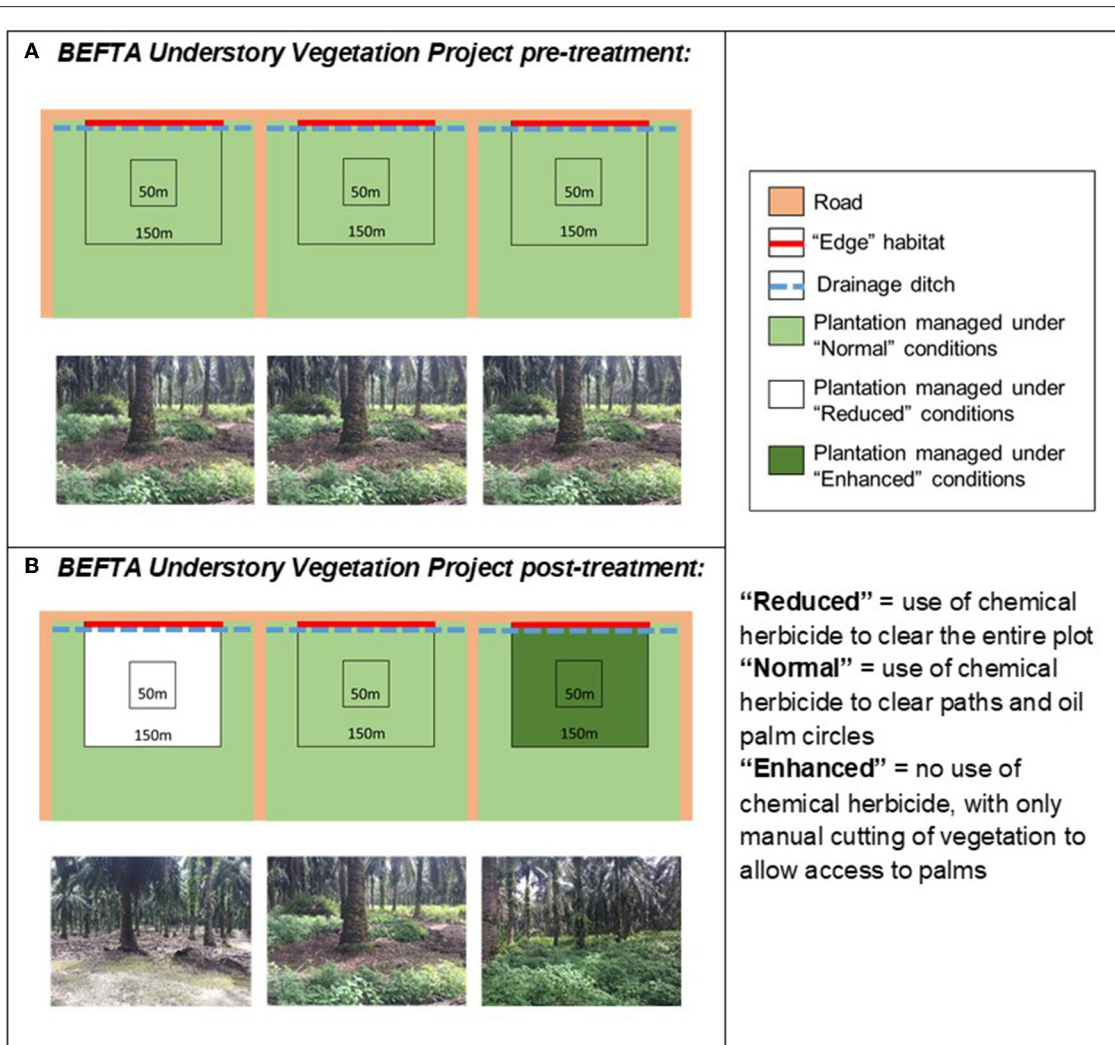 A BEFTA Understory Vegetation Project pre-treatment:
50m
50m
50m
150m
150m
150m
Road
“Edge” habitat
Drainage ditch
Plantation managed under
“Normal” conditions
Plantation managed under
“Reduced” conditions
Plantation managed under
“Enhanced” conditions
B BEFTA Understory Vegetation Project post-treatment:
50m
50m
50m
150m
150m
150m
“Reduced” = use of chemical
herbicide to clear the entire plot
“Normal” = use of chemical
herbicide to clear paths and oil
palm circles
“Enhanced” = no use of
chemical herbicide, with only
manual cutting of vegetation to
allow access to palms